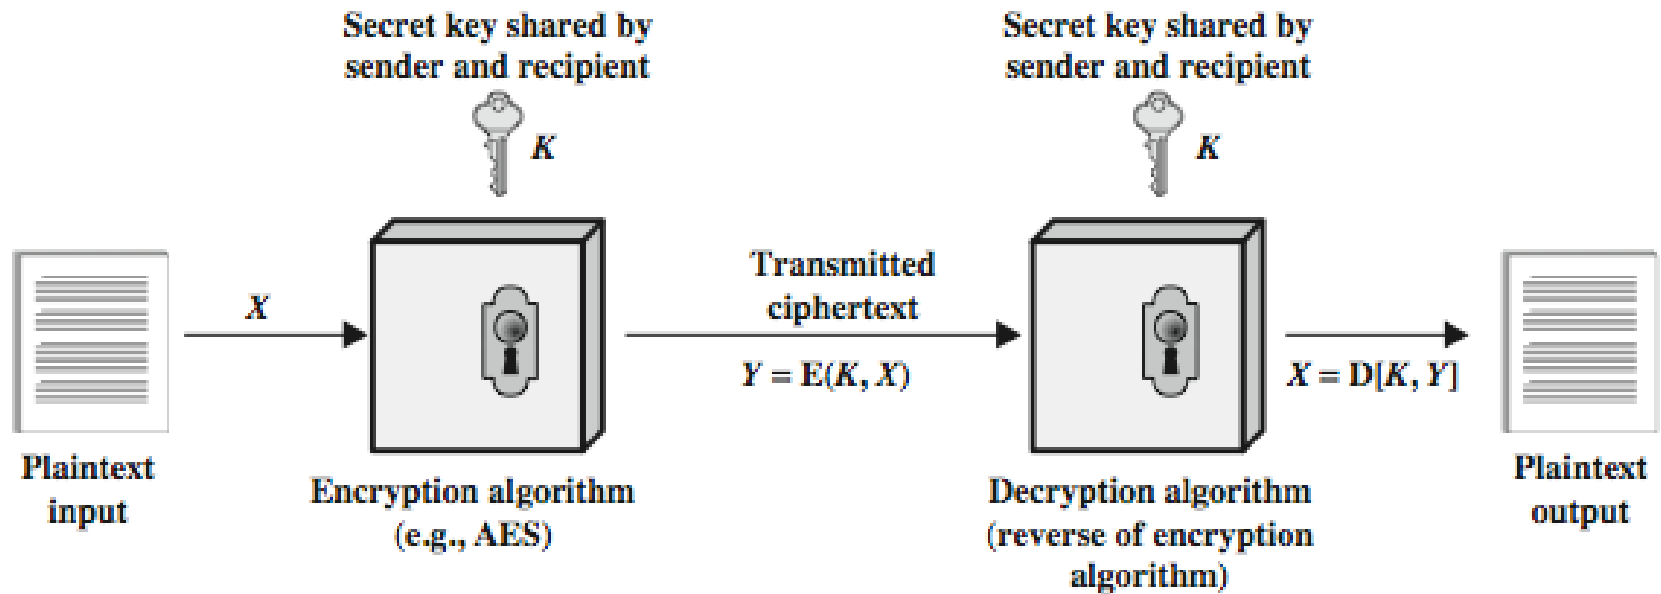 Secret key shared by
sender and recipient
K
Secret key shared by
sender and recipient
K
X
Transmitted
ciphertext
Y = E(K, X)
X = D[K, Y]
Plaintext
input
Encryption algorithm
(e.g., AES)
Decryption algorithm
(reverse of encryption
algorithm)
Plaintext
output